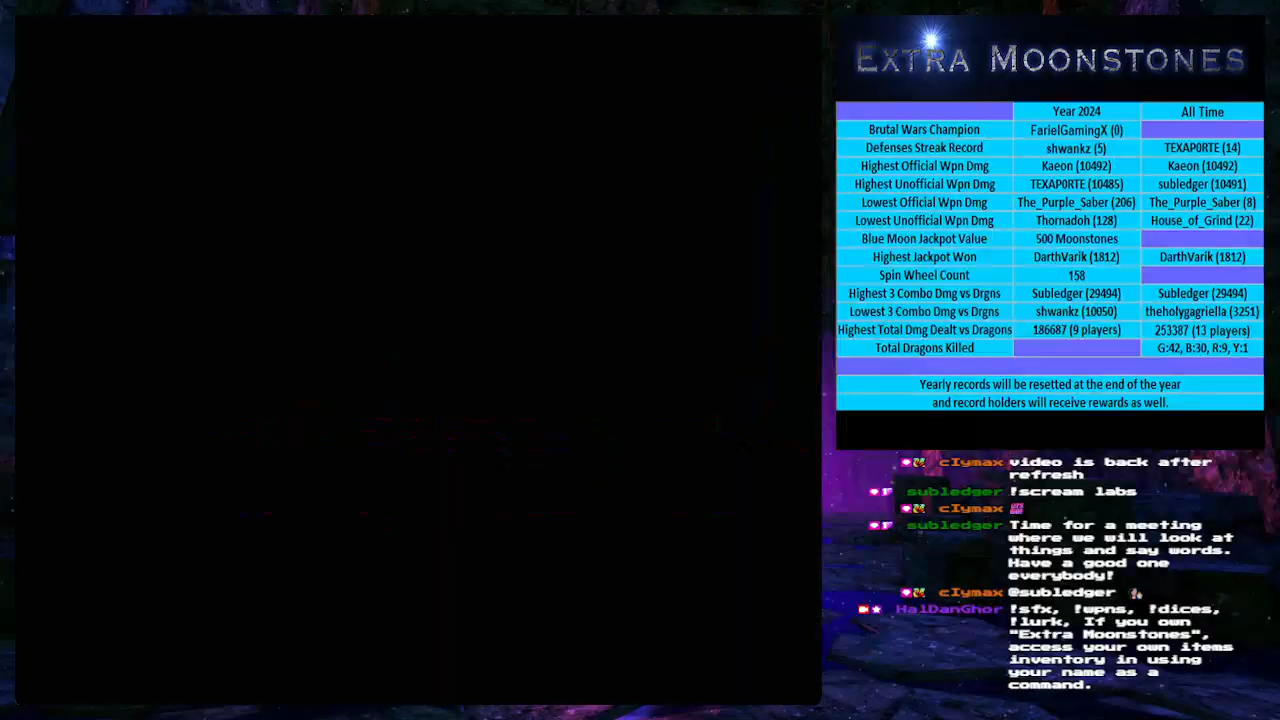 EXTRA MOONSTONES
Year 2024 All Time
Brutal Wars Champion FarielGamingX (0)
Defenses Streak Record shwankz (5) TEXAP0RTE (14)
Highest Official Wpn Dmg Kaeon (10492) Kaeon (10492)
Highest Unofficial Wpn Dmg TEXAP0RTE (10485) subledger (10491)
Lowest Official Wpn Dmg The_Purple_Saber (206) The_Purple_Saber (8)
Lowest Unofficial Wpn Dmg Thornadoh (128) House_of_Grind (22)
Blue Moon Jackpot Value 500 Moonstones
Highest Jackpot Won DarthVarik (1812) DarthVarik (1812)
Spin Wheel Count 158
Highest 3 Combo Dmg vs Drgns Subledger (29494) Subledger (29494)
Lowest 3 Combo Dmg vs Drgns shwankz (10050) theholygagriella (3251)
Highest Total Dmg Dealt vs Dragons 186687 (9 players) 253387 (13 players)
Total Dragons Killed G:42, B:30, R:9, Y:1
Yearly records will be resetted at the end of the year
and record holders will receive rewards as well.
cIymax video is back after
refresh
subledger !scream labs
cIymax
subledger Time for a meeting
where we will look at
things and say words.
Have a good one
everybody!
cIymax @subledger
HalDanGhor !sfx, !wpns, !dices,
!lurk, If you own
"Extra Moonstones",
access your own items
inventory in using
your name as a
command.